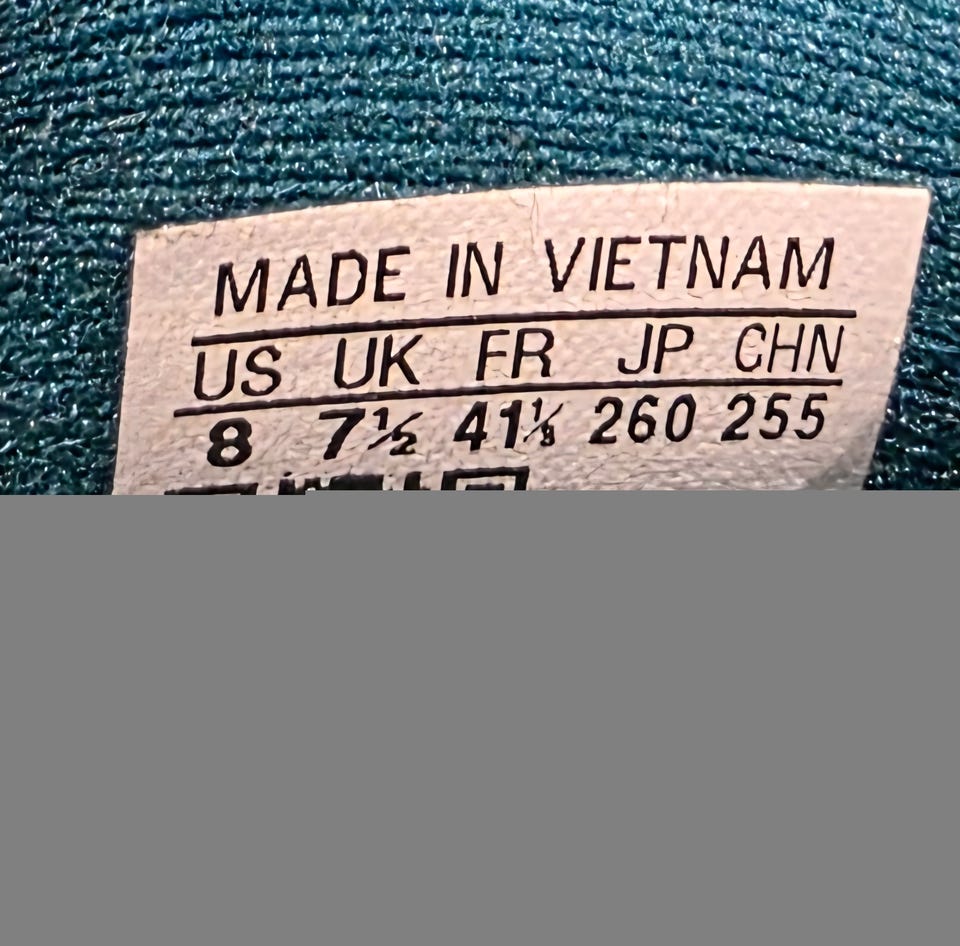 MADE IN VIETNAM
US UK FR JP CHN
8 7½ 41⅓ 260 255